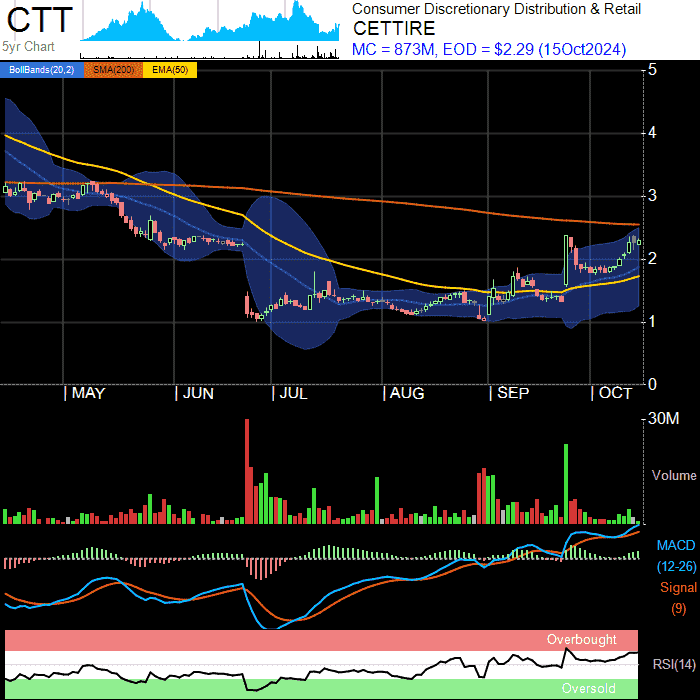 CTT
5yr Chart
Consumer Discretionary Distribution & Retail
CETTIRE
MC = 873M, EOD = $2.29 (15Oct2024)
BollBands(20,2) SMA(200) EMA(50)
5
4
3
2
1
0
| MAY | JUN | JUL | AUG | SEP | OCT
30M
Volume
MACD
(12-26)
Signal
(9)
Overbought
RSI(14)
Oversold